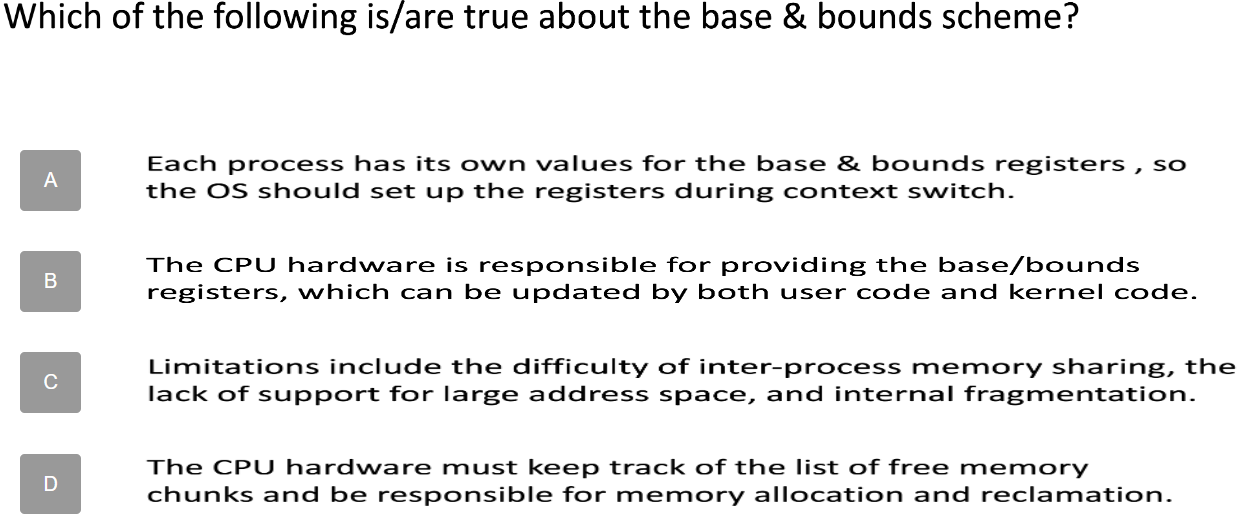 Which of the following is/are true about the base & bounds scheme?
A
Each process has its own values for the base & bounds registers , so
the OS should set up the registers during context switch.
B
The CPU hardware is responsible for providing the base/bounds
registers, which can be updated by both user code and kernel code.
C
Limitations include the difficulty of inter-process memory sharing, the
lack of support for large address space, and internal fragmentation.
D
The CPU hardware must keep track of the list of free memory
chunks and be responsible for memory allocation and reclamation.